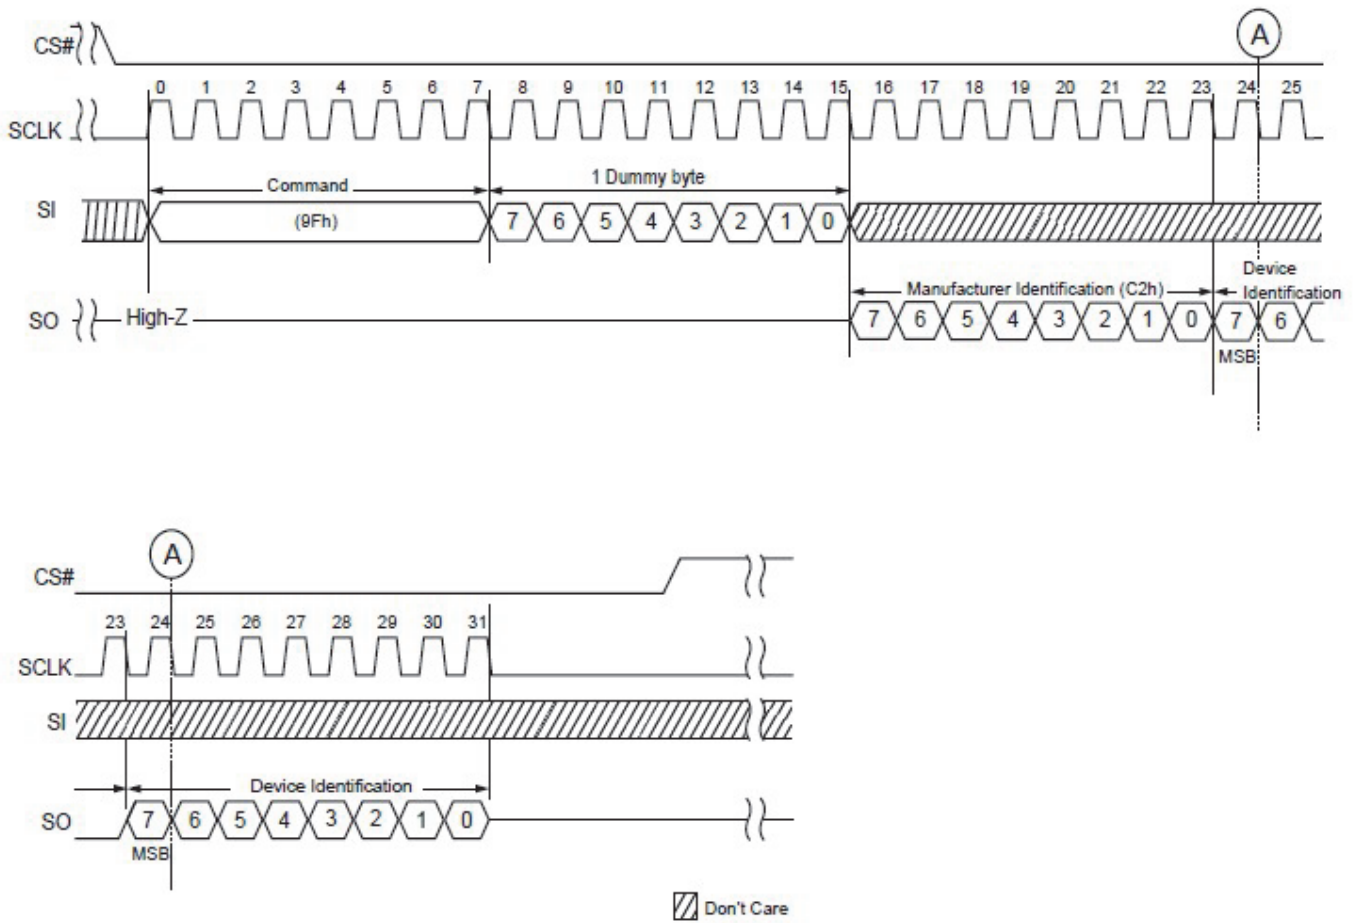 A
CS#
0 1 2 3 4 5 6 7 8 9 10 11 12 13 14 15 16 17 18 19 20 21 22 23 24 25
SCLK
Command
1 Dummy byte
SI
(9Fh)
7 6 5 4 3 2 1 0
Device
Manufacturer Identification (C2h)
Identification
SO
High-Z
7 6 5 4 3 2 1 0 7 6
MSB
A
CS#
23 24 25 26 27 28 29 30 31
SCLK
SI
Device Identification
SO
7 6 5 4 3 2 1 0
MSB
Don't Care